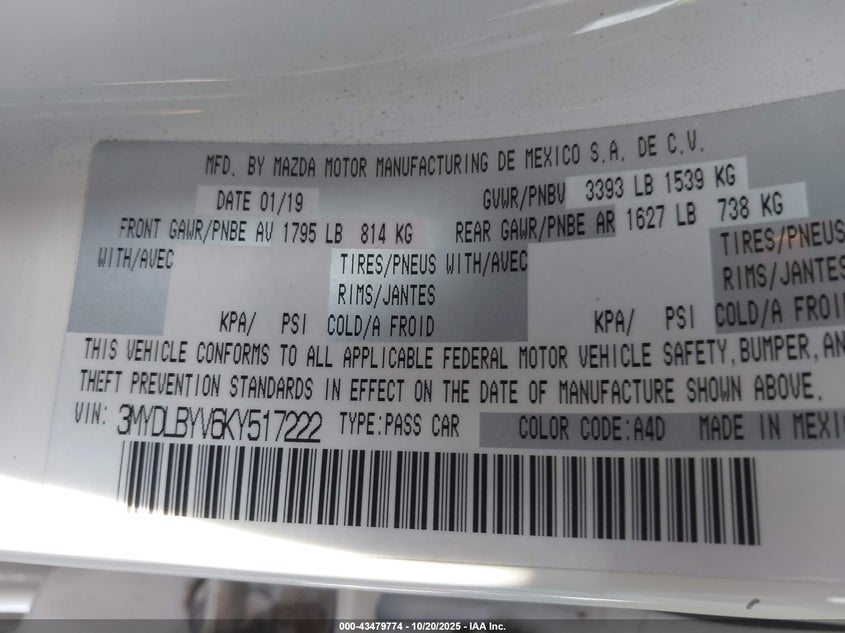 MFD. BY MAZDA MOTOR MANUFACTURING DE MEXICO S.A. DE C.V.
DATE 01/19 GVWR/PNBV 3393 LB 1539 KG
FRONT GAWR/PNBE AV 1795 LB 814 KG REAR GAWR/PNBE AR 1627 LB 738 KG
WITH/AVEC TIRES/PNEUS WITH/AVEC TIRES/PNEUS
RIMS/JANTES RIMS/JANTES
KPA/ PSI COLD/A FROID KPA/ PSI COLD/A FROID
THIS VEHICLE CONFORMS TO ALL APPLICABLE FEDERAL MOTOR VEHICLE SAFETY, BUMPER, AN
THEFT PREVENTION STANDARDS IN EFFECT ON THE DATE OF MANUFACTURE SHOWN ABOVE.
VIN: 3MYDLBYV6KY517222 TYPE:PASS CAR COLOR CODE:A4D MADE IN MEXI
000-43479774 | 10/20/2025 - IAA Inc.